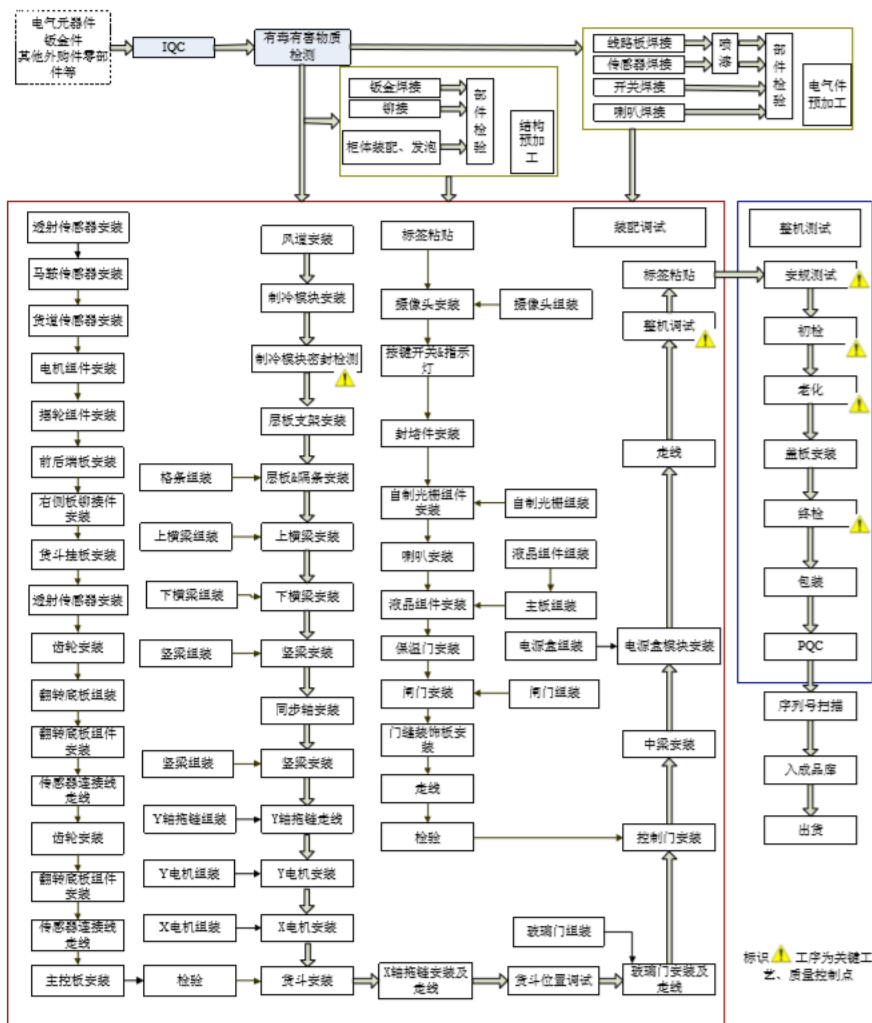 电气元器件
钣金件
其他外购件零部
件等
IQC
有毒有害物质
检测
线路板焊接
传感器焊接
开关焊接
喇叭焊接
喷
漆
部
件
检
验
电气件
预加工
钣金焊接
铆接
柜体装配、发泡
部
件
检
验
结构
预加
工
透射传感器安装
马鞍传感器安装
货道传感器安装
电机组件安装
摇轮组件安装
前后端板安装
右侧板铆接件
安装
货斗挂板安装
透射传感器安装
齿轮安装
翻转底板组装
翻转底板组件
安装
传感器连接线
走线
齿轮安装
翻转底板组件
安装
传感器连接线
走线
主控板安装
检验
格条组装
上横梁组装
下横梁组装
竖梁组装
竖梁组装
Y轴拖链组装
Y电机组装
X电机组装
风道安装
制冷模块安装
制冷模块密封检测
层板支架安装
层板&隔条安装
上横梁安装
下横梁安装
竖梁安装
同步轴安装
竖梁安装
Y轴拖链走线
Y电机安装
X电机安装
货斗安装
标签粘贴
摄像头安装
摄像头组装
按键开关&指示
灯
封堵件安装
自制光栅组件
安装
自制光栅组装
喇叭安装
液晶组件组装
液晶组件安装
主板组装
保温门安装
闸门安装
闸门组装
门缝装饰板安
装
走线
检验
X轴拖链安装及
走线
货斗位置调试
玻璃门组装
玻璃门安装及
走线
控制门安装
中梁安装
电源盒组装
电源盒模块安装
走线
整机调试
标签粘贴
装配调试
整机测试
安规测试
初检
老化
盖板安装
终检
包装
PQC
序列号扫描
入成品库
出货
标识 工序为关键工
艺、质量控制点